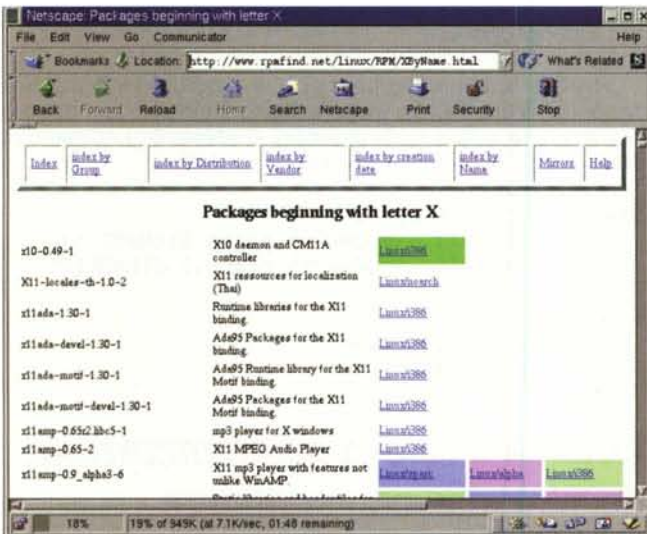 Netscape: Packages beginning with letter X
File Edit View Go Communicator Help
Bookmarks Location: http://www.rpmfind.net/linux/RPM/XByName.html What's Related
Back Forward Reload Home Search Netscape Print Security Stop
Index index by Group index by Distribution index by Vendor index by creation date index by Name Mirrors Help
Packages beginning with letter X
x10-0.49-1 X10 daemon and CM11A controller Linux/i386
X11-locales-th-1.0-2 X11 ressources for localization (Thai) Linux/noarch
x11ada-1.30-1 Runtime libraries for the X11 binding. Linux/i386
x11ada-devel-1.30-1 Ada95 Packages for the X11 binding. Linux/i386
x11ada-motif-1.30-1 Ada95 Runtime library for the X11 Motif binding. Linux/i386
x11ada-motif-devel-1.30-1 Ada95 Packages for the X11 Motif binding. Linux/i386
x11amp-0.65r2.libc5-1 mp3 player for X windows Linux/i386
x11amp-0.65-2 X11 MPEG Audio Player Linux/i386
x11amp-0.9_alpha3-6 X11 mp3 player with features not unlike WinAMP. Linux/sparc Linux/alpha Linux/i386
18% 19% of 949K (at 7.1K/sec, 01:48 remaining)